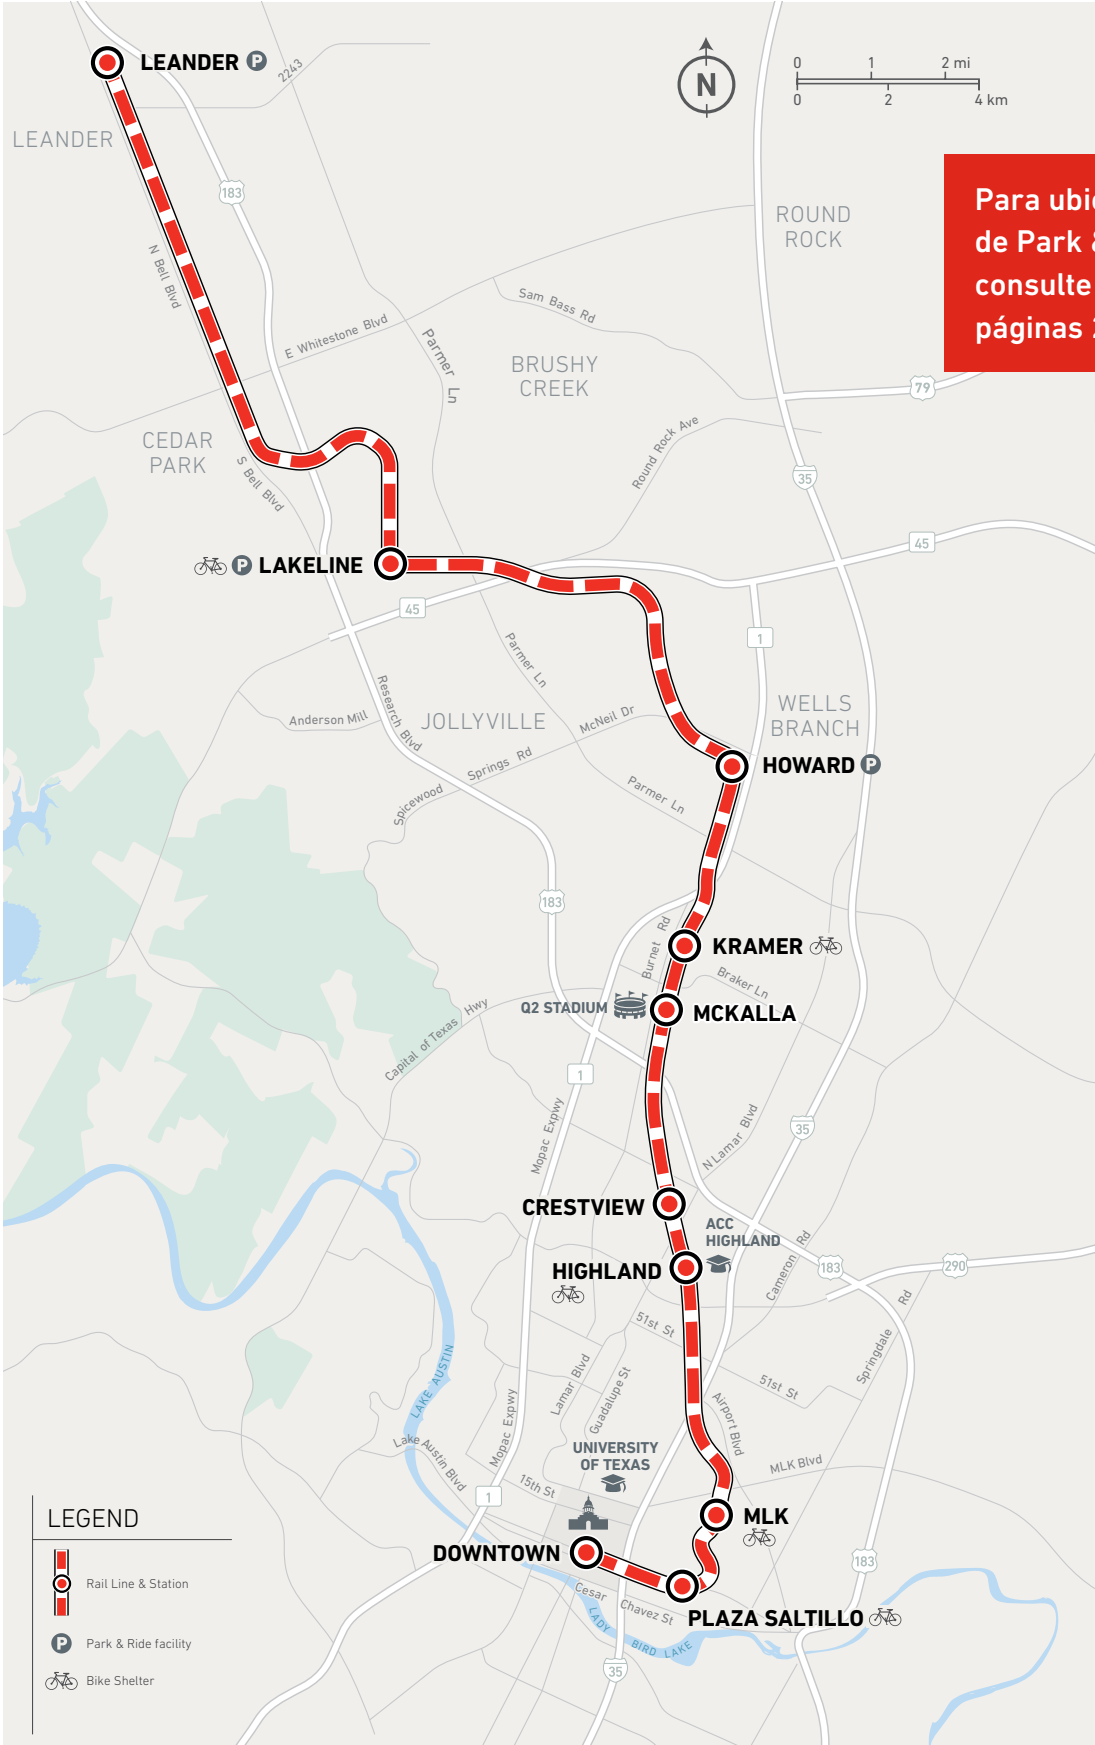 LEANDER P
2243
0 1 2 mi
0 2 4 km
N
LEANDER
183
Para
de Park
consulte
páginas
ROUND
ROCK
N Bell Blvd
Sam Bass Rd
E Whitestone Blvd
Parmer Ln
BRUSHY
CREEK
79
Round Rock Ave
CEDAR
PARK
S Bell Blvd
35
45
P LAKELINE
45
1
Parmer Ln
Research Blvd
Anderson Mill
JOLLYVILLE
McNeil Dr
WELLS
BRANCH
Springs Rd
Spicewood
HOWARD P
Parmer Ln
183
Burnet Rd
KRAMER
Braker Ln
Q2 STADIUM
MCKALLA
Capital of Texas Hwy
1
Mopac Expwy
N Lamar Blvd
35
CRESTVIEW
ACC
HIGHLAND
HIGHLAND
Cameron Rd
183
290
51st St
Springdale Rd
LAKE AUSTIN
Lamar Blvd
Guadalupe St
51st St
Airport Blvd
Mopac Expwy
Lake Austin Blvd
UNIVERSITY
OF TEXAS
MLK Blvd
15th St
1
MLK
DOWNTOWN
183
Cesar Chavez St
PLAZA SALTILLO
LADY BIRD LAKE
35
LEGEND
Rail Line & Station
P Park & Ride facility
Bike Shelter